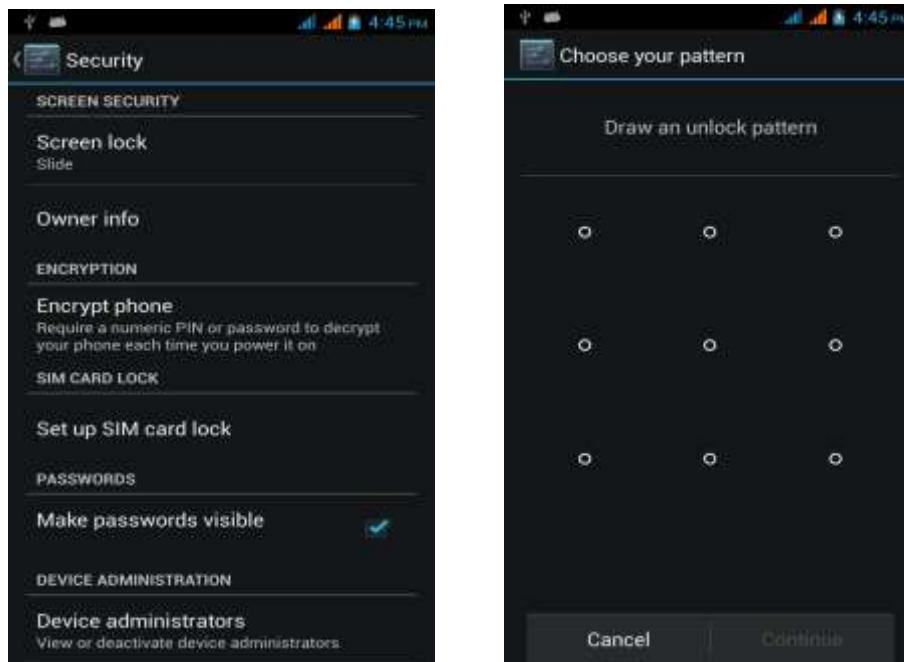 4:45 PM
Security
SCREEN SECURITY
Screen lock
Slide
Owner info
ENCRYPTION
Encrypt phone
Require a numeric PIN or password to decrypt
your phone each time you power it on
SIM CARD LOCK
Set up SIM card lock
PASSWORDS
Make passwords visible
DEVICE ADMINISTRATION
Device administrators
View or deactivate device administrators
4:45 PM
Choose your pattern
Draw an unlock pattern
Cancel
Continue